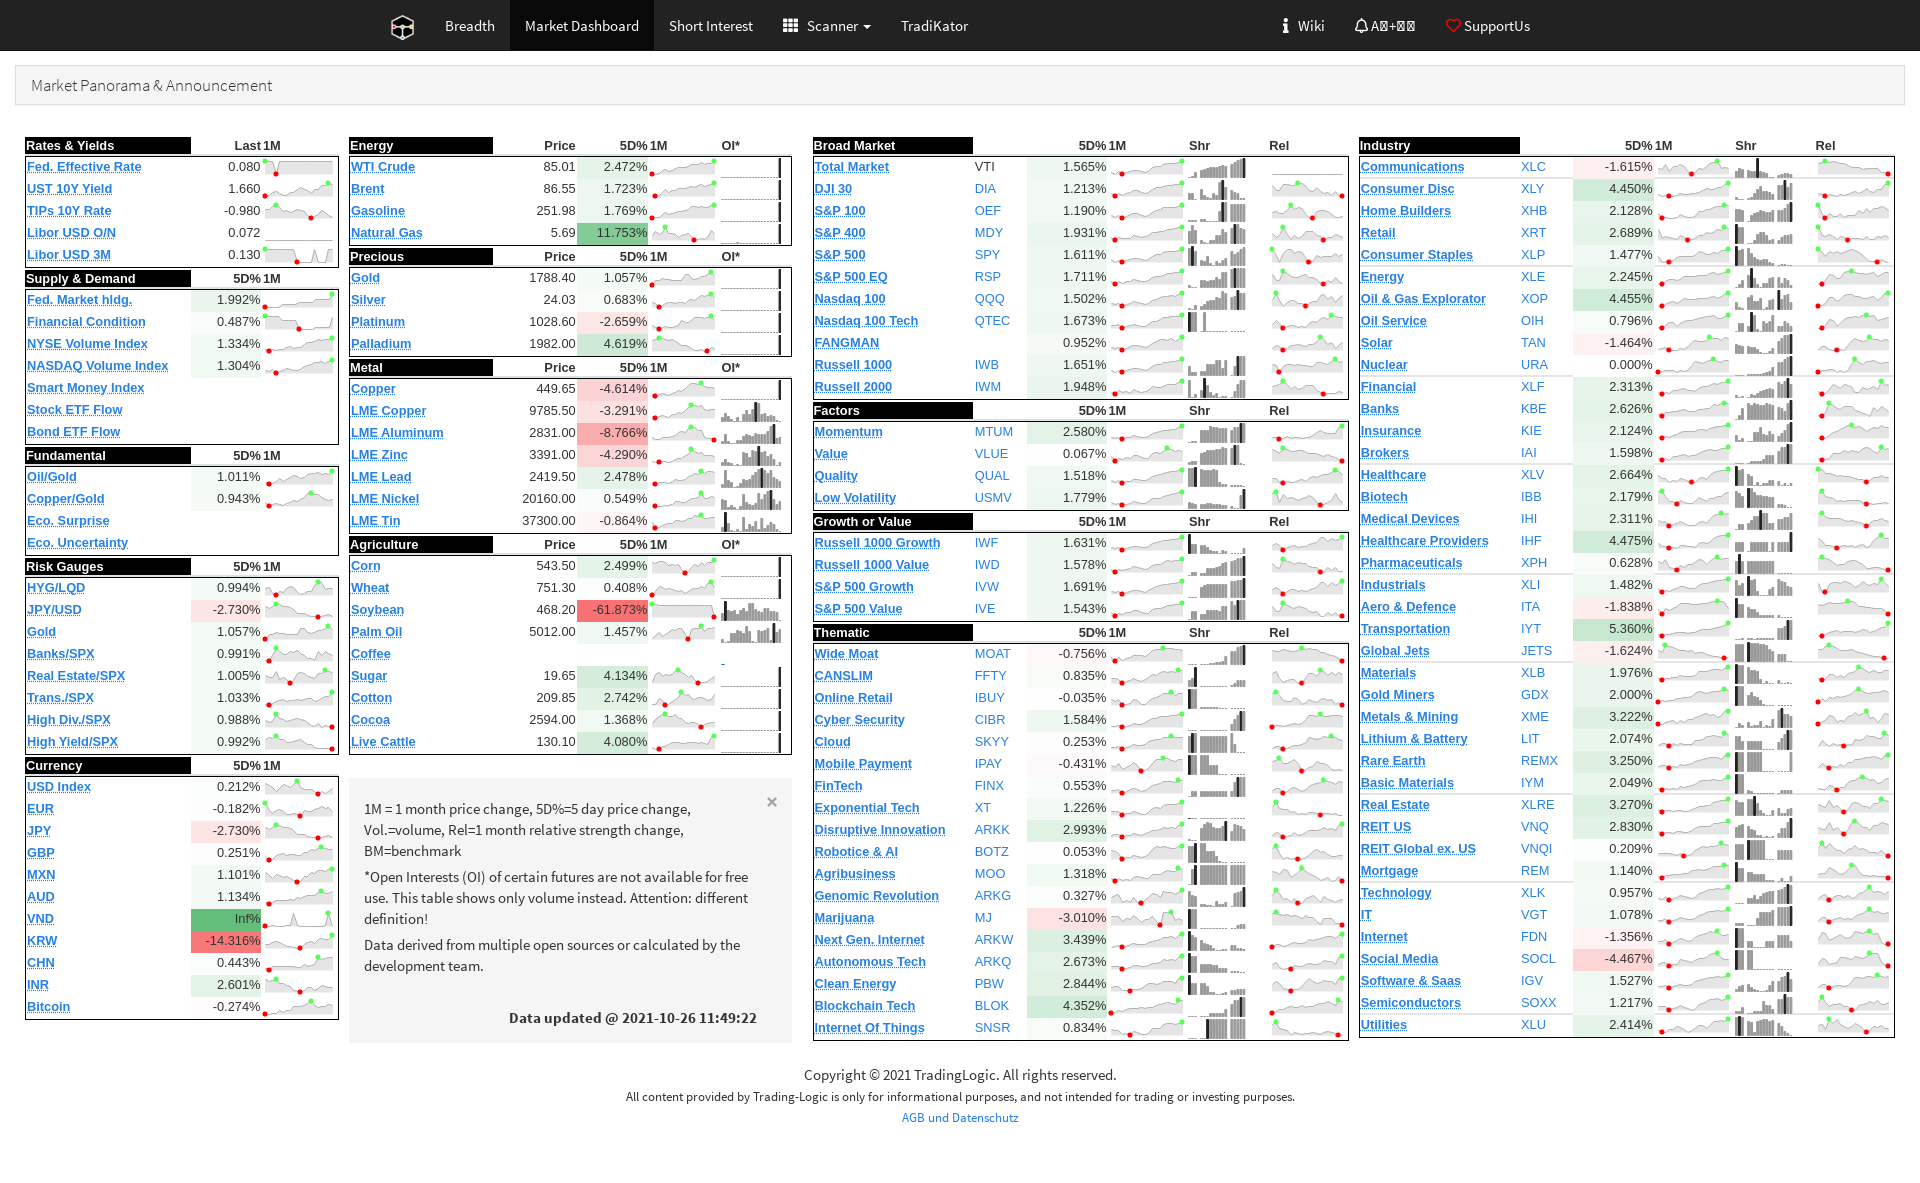 Breadth Market Dashboard Short Interest Scanner TradiKator Wiki SupportUs
Market Panorama & Announcement
Rates & Yields Last 1M
Fed. Effective Rate 0.080
UST 10Y Yield 1.660
TIPs 10Y Rate -0.980
Libor USD O/N 0.072
Libor USD 3M 0.130
Supply & Demand 5D% 1M
Fed. Market hldg. 1.992%
Financial Condition 0.487%
NYSE Volume Index 1.334%
NASDAQ Volume Index 1.304%
Smart Money Index
Stock ETF Flow
Bond ETF Flow
Fundamental 5D% 1M
Oil/Gold 1.011%
Copper/Gold 0.943%
Eco. Surprise
Eco. Uncertainty
Risk Gauges 5D% 1M
HYG/LQD 0.994%
JPY/USD -2.730%
Gold 1.057%
Banks/SPX 0.991%
Real Estate/SPX 1.005%
Trans./SPX 1.033%
High Div./SPX 0.988%
High Yield/SPX 0.992%
Currency 5D% 1M
USD Index 0.212%
EUR -0.182%
JPY -2.730%
GBP 0.251%
MXN 1.101%
AUD 1.134%
VND Inf%
KRW -14.316%
CHN 0.443%
INR 2.601%
Bitcoin -0.274%
Energy Price 5D% 1M OI*
WTI Crude 85.01 2.472%
Brent 86.55 1.723%
Gasoline 251.98 1.769%
Natural Gas 5.69 11.753%
Precious Price 5D% 1M OI*
Gold 1788.40 1.057%
Silver 24.03 0.683%
Platinum 1028.60 -2.659%
Palladium 1982.00 4.619%
Metal Price 5D% 1M OI*
Copper 449.65 -4.614%
LME Copper 9785.50 -3.291%
LME Aluminum 2831.00 -8.766%
LME Zinc 3391.00 -4.290%
LME Lead 2419.50 2.478%
LME Nickel 20160.00 0.549%
LME Tin 37300.00 -0.864%
Agriculture Price 5D% 1M OI*
Corn 543.50 2.499%
Wheat 751.30 0.408%
Soybean 468.20 -61.873%
Palm Oil 5012.00 1.457%
Coffee
Sugar 19.65 4.134%
Cotton 209.85 2.742%
Cocoa 2594.00 1.368%
Live Cattle 130.10 4.080%
×
1M = 1 month price change, 5D%=5 day price change,
Vol.=volume, Rel=1 month relative strength change,
BM=benchmark
*Open Interests (OI) of certain futures are not available for free
use. This table shows only volume instead. Attention: different
definition!
Data derived from multiple open sources or calculated by the
development team.
Data updated @ 2021-10-26 11:49:22
Broad Market 5D% 1M Shr Rel
Total Market VTI 1.565%
DJI 30 DIA 1.213%
S&P 100 OEF 1.190%
S&P 400 MDY 1.931%
S&P 500 SPY 1.611%
S&P 500 EQ RSP 1.711%
Nasdaq 100 QQQ 1.502%
Nasdaq 100 Tech QTEC 1.673%
FANGMAN 0.952%
Russell 1000 IWB 1.651%
Russell 2000 IWM 1.948%
Factors 5D% 1M Shr Rel
Momentum MTUM 2.580%
Value VLUE 0.067%
Quality QUAL 1.518%
Low Volatility USMV 1.779%
Growth or Value 5D% 1M Shr Rel
Russell 1000 Growth IWF 1.631%
Russell 1000 Value IWD 1.578%
S&P 500 Growth IVW 1.691%
S&P 500 Value IVE 1.543%
Thematic 5D% 1M Shr Rel
Wide Moat MOAT -0.756%
CANSLIM FFTY 0.835%
Online Retail IBUY -0.035%
Cyber Security CIBR 1.584%
Cloud SKYY 0.253%
Mobile Payment IPAY -0.431%
FinTech FINX 0.553%
Exponential Tech XT 1.226%
Disruptive Innovation ARKK 2.993%
Robotice & AI BOTZ 0.053%
Agribusiness MOO 1.318%
Genomic Revolution ARKG 0.327%
Marijuana MJ -3.010%
Next Gen. Internet ARKW 3.439%
Autonomous Tech ARKQ 2.673%
Clean Energy PBW 2.844%
Blockchain Tech BLOK 4.352%
Internet Of Things SNSR 0.834%
Industry 5D% 1M Shr Rel
Communications XLC -1.615%
Consumer Disc XLY 4.450%
Home Builders XHB 2.128%
Retail XRT 2.689%
Consumer Staples XLP 1.477%
Energy XLE 2.245%
Oil & Gas Explorator XOP 4.455%
Oil Service OIH 0.796%
Solar TAN -1.464%
Nuclear URA 0.000%
Financial XLF 2.313%
Banks KBE 2.626%
Insurance KIE 2.124%
Brokers IAI 1.598%
Healthcare XLV 2.664%
Biotech IBB 2.179%
Medical Devices IHI 2.311%
Healthcare Providers IHF 4.475%
Pharmaceuticals XPH 0.628%
Industrials XLI 1.482%
Aero & Defence ITA -1.838%
Transportation IYT 5.360%
Global Jets JETS -1.624%
Materials XLB 1.976%
Gold Miners GDX 2.000%
Metals & Mining XME 3.222%
Lithium & Battery LIT 2.074%
Rare Earth REMX 3.250%
Basic Materials IYM 2.049%
Real Estate XLRE 3.270%
REIT US VNQ 2.830%
REIT Global ex. US VNQI 0.209%
Mortgage REM 1.140%
Technology XLK 0.957%
IT VGT 1.078%
Internet FDN -1.356%
Social Media SOCL -4.467%
Software & Saas IGV 1.527%
Semiconductors SOXX 1.217%
Utilities XLU 2.414%
Copyright © 2021 TradingLogic. All rights reserved.
All content provided by Trading-Logic is only for informational purposes, and not intended for trading or investing purposes.
AGB und Datenschutz